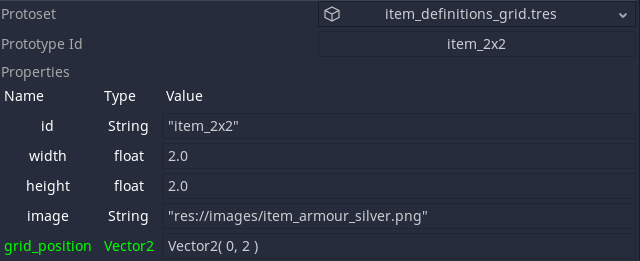 Protoset item_definitions_grid.tres
Prototype Id item_2x2
Properties
Name Type Value
id String "item_2x2"
width float 2.0
height float 2.0
image String "res://images/item_armour_silver.png"
grid_position Vector2 Vector2( 0, 2 )